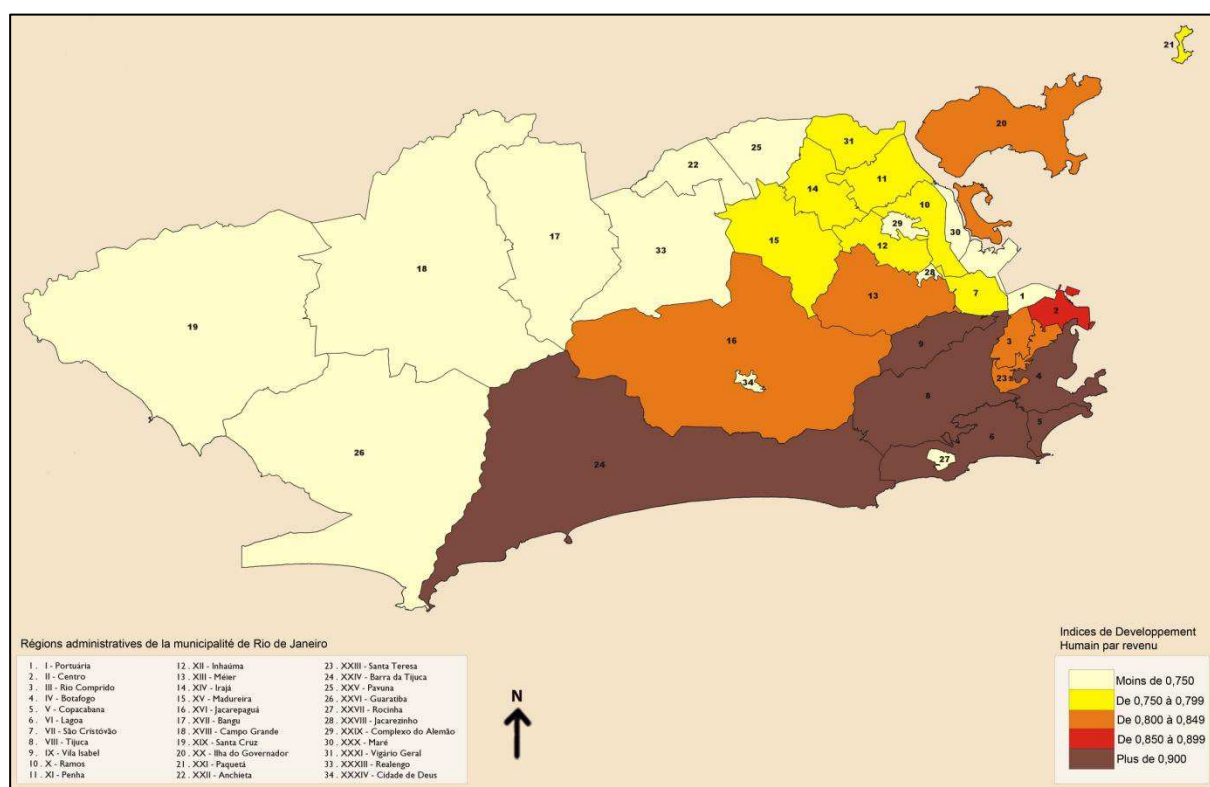 21
20
31
25
22
11
14
10
29
30
15
12
17
33
28
18
13
7
1
2
19
16
9
3
34
23
4
8
5
6
26
24
27
Régions administratives de la municipalité de Rio de Janeiro
1. I - Portuária
2. II - Centro
3. III - Rio Comprido
4. IV - Botafogo
5. V - Copacabana
6. VI - Lagoa
7. VII - São Cristóvão
8. VIII - Tijuca
9. IX - Vila Isabel
10. X - Ramos
11. XI - Penha
12. XII - Inhaúma
13. XIII - Méier
14. XIV - Irajá
15. XV - Madureira
16. XVI - Jacarepaguá
17. XVII - Bangu
18. XVIII - Campo Grande
19. XIX - Santa Cruz
20. XX - Ilha do Governador
21. XXI - Paquetá
22. XXII - Anchieta
23. XXIII - Santa Teresa
24. XXIV - Barra da Tijuca
25. XXV - Pavuna
26. XXVI - Guaratiba
27. XXVII - Rocinha
28. XXVIII - Jacarezinho
29. XXIX - Complexo do Alemão
30. XXX - Maré
31. XXXI - Vigário Geral
33. XXXIII - Realengo
34. XXXIV - Cidade de Deus
N
Indices de Developpement
Humain par revenu
Moins de 0,750
De 0,750 à 0,799
De 0,800 à 0,849
De 0,850 à 0,899
Plus de 0,900